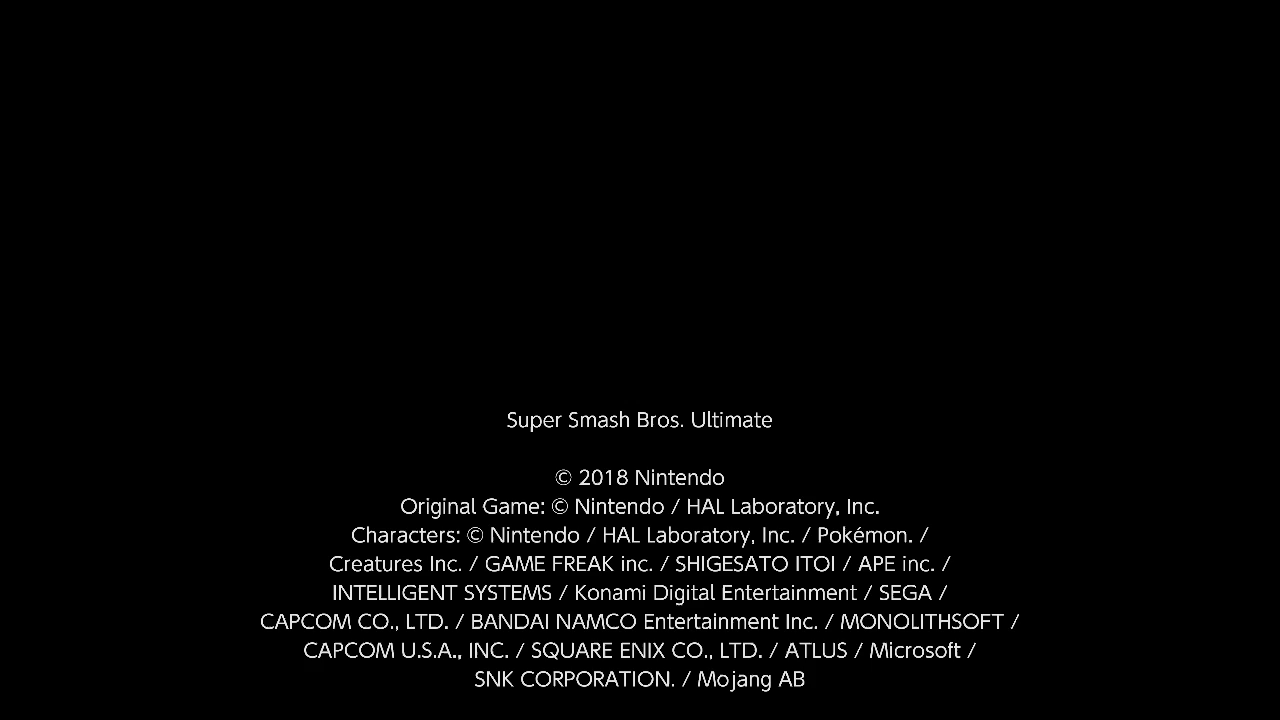 Super Smash Bros. Ultimate
© 2018 Nintendo
Original Game: © Nintendo / HAL Laboratory, Inc.
Characters: © Nintendo / HAL Laboratory, Inc. / Pokémon. /
Creatures Inc. / GAME FREAK inc. / SHIGESATO ITOI / APE inc. /
INTELLIGENT SYSTEMS / Konami Digital Entertainment / SEGA /
CAPCOM CO., LTD. / BANDAI NAMCO Entertainment Inc. / MONOLITHSOFT /
CAPCOM U.S.A., INC. / SQUARE ENIX CO., LTD. / ATLUS / Microsoft /
SNK CORPORATION. / Mojang AB